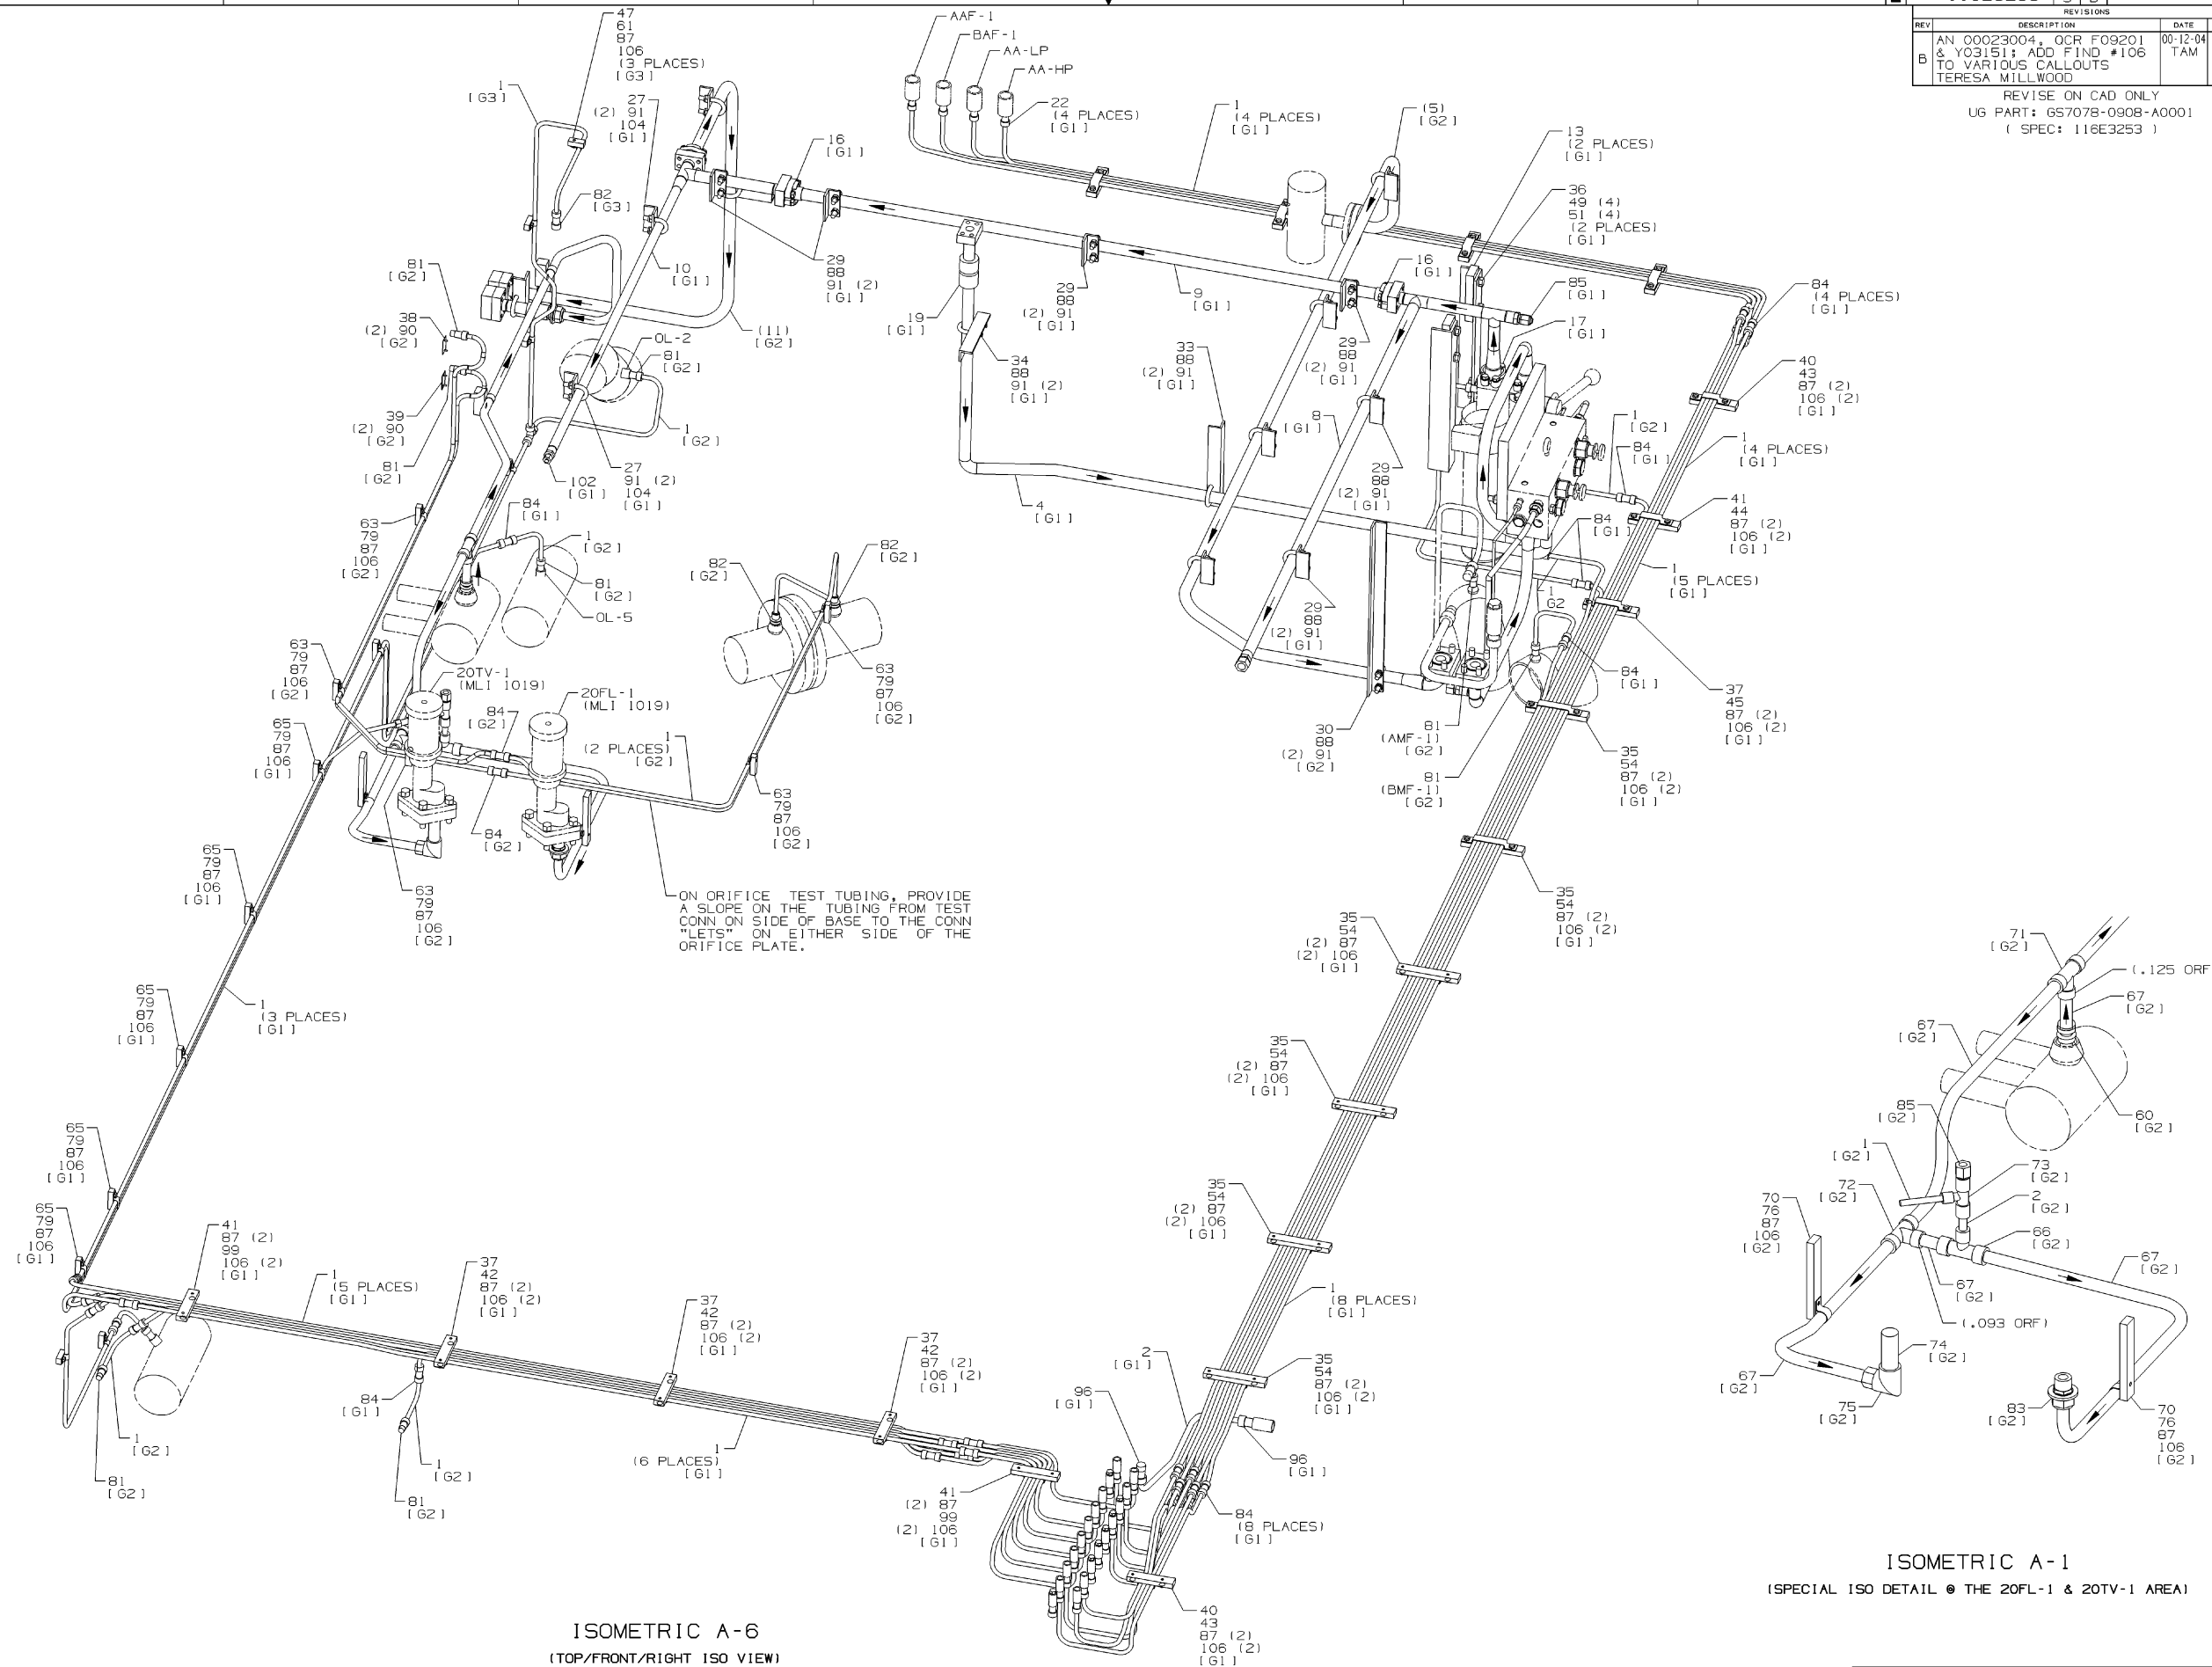 REVISIONS
REV DESCRIPTION DATE
B
AN 00023004, OCR F09201
& Y03151; ADD FIND #106
TO VARIOUS CALLOUTS
TERESA MILLWOOD
00-12-04
TAM
REVISE ON CAD ONLY
UG PART: GS7078-0908-A0001
( SPEC: 116E3253 )
47
61
87
106
(3 PLACES)
[G3]
1
[G3]
27
(2) 91
104
[G1]
16
[G1]
82
[G3]
10
[G1]
29
88
91 (2)
[G1]
(11)
[G2]
81
[G2]
38
(2) 90
[G2]
39
(2) 90
[G2]
81
[G2]
OL-2
81
[G2]
1
[G2]
102
[G1]
27
91 (2)
104
[G1]
84
[G1]
1
[G2]
81
[G2]
OL-5
63
79
87
106
[G2]
63
79
87
106
[G2]
65
79
87
106
[G1]
20TV-1
(MLI 1019)
20FL-1
(MLI 1019)
84
[G2]
84
[G2]
1
(2 PLACES)
[G2]
82
[G2]
82
[G2]
63
79
87
106
[G2]
63
79
87
106
[G2]
63
79
87
106
[G2]
ON ORIFICE TEST TUBING, PROVIDE
A SLOPE ON THE TUBING FROM TEST
CONN ON SIDE OF BASE TO THE CONN
"LETS" ON EITHER SIDE OF THE
ORIFICE PLATE.
65
79
87
106
[G1]
65
79
87
106
[G1]
1
(3 PLACES)
[G1]
65
79
87
106
[G1]
65
79
87
106
[G1]
41
87 (2)
99
106 (2)
[G1]
1
(5 PLACES)
[G1]
37
42
87 (2)
106 (2)
[G1]
37
42
87 (2)
106 (2)
[G1]
37
42
87 (2)
106 (2)
[G1]
1
[G2]
81
[G2]
84
[G1]
1
[G2]
81
[G2]
1
(6 PLACES)
[G1]
41
(2) 87
99
(2) 106
[G1]
2
[G1]
96
[G1]
96
[G1]
84
(8 PLACES)
[G1]
40
43
87 (2)
106 (2)
[G1]
AAF-1
BAF-1
AA-LP
AA-HP
22
(4 PLACES)
[G1]
1
(4 PLACES)
[G1]
(5)
[G2]
13
(2 PLACES)
[G1]
36
49 (4)
51 (4)
(2 PLACES)
[G1]
19
[G1]
29
88
(2) 91
[G1]
9
[G1]
16
[G1]
85
[G1]
17
[G1]
84
(4 PLACES)
[G1]
34
88
91 (2)
[G1]
33
88
(2) 91
[G1]
29
88
(2) 91
[G1]
8
[G1]
29
88
(2) 91
[G1]
4
[G1]
40
43
87 (2)
106 (2)
[G1]
1
[G2]
84
[G1]
1
(4 PLACES)
[G1]
41
44
87 (2)
106 (2)
[G1]
84
[G1]
1
(5 PLACES)
[G1]
29
88
(2) 91
[G1]
1
G2
84
[G1]
37
45
87 (2)
106 (2)
[G1]
30
88
(2) 91
[G2]
81
(AMF-1)
[G2]
81
(BMF-1)
[G2]
35
54
87 (2)
106 (2)
[G1]
35
54
87 (2)
106 (2)
[G1]
35
54
(2) 87
(2) 106
[G1]
35
54
(2) 87
(2) 106
[G1]
35
54
(2) 87
(2) 106
[G1]
1
(8 PLACES)
[G1]
35
54
87 (2)
106 (2)
[G1]
71
[G2]
(.125 ORF
67
[G2]
67
[G2]
60
[G2]
85
[G2]
1
[G2]
73
[G2]
72
[G2]
2
[G2]
70
76
87
106
[G2]
66
[G2]
67
[G2]
67
[G2]
(.093 ORF)
74
[G2]
67
[G2]
75
[G2]
83
[G2]
70
76
87
106
[G2]
ISOMETRIC A-1
(SPECIAL ISO DETAIL @ THE 20FL-1 & 20TV-1 AREA)
ISOMETRIC A-6
(TOP/FRONT/RIGHT ISO VIEW)